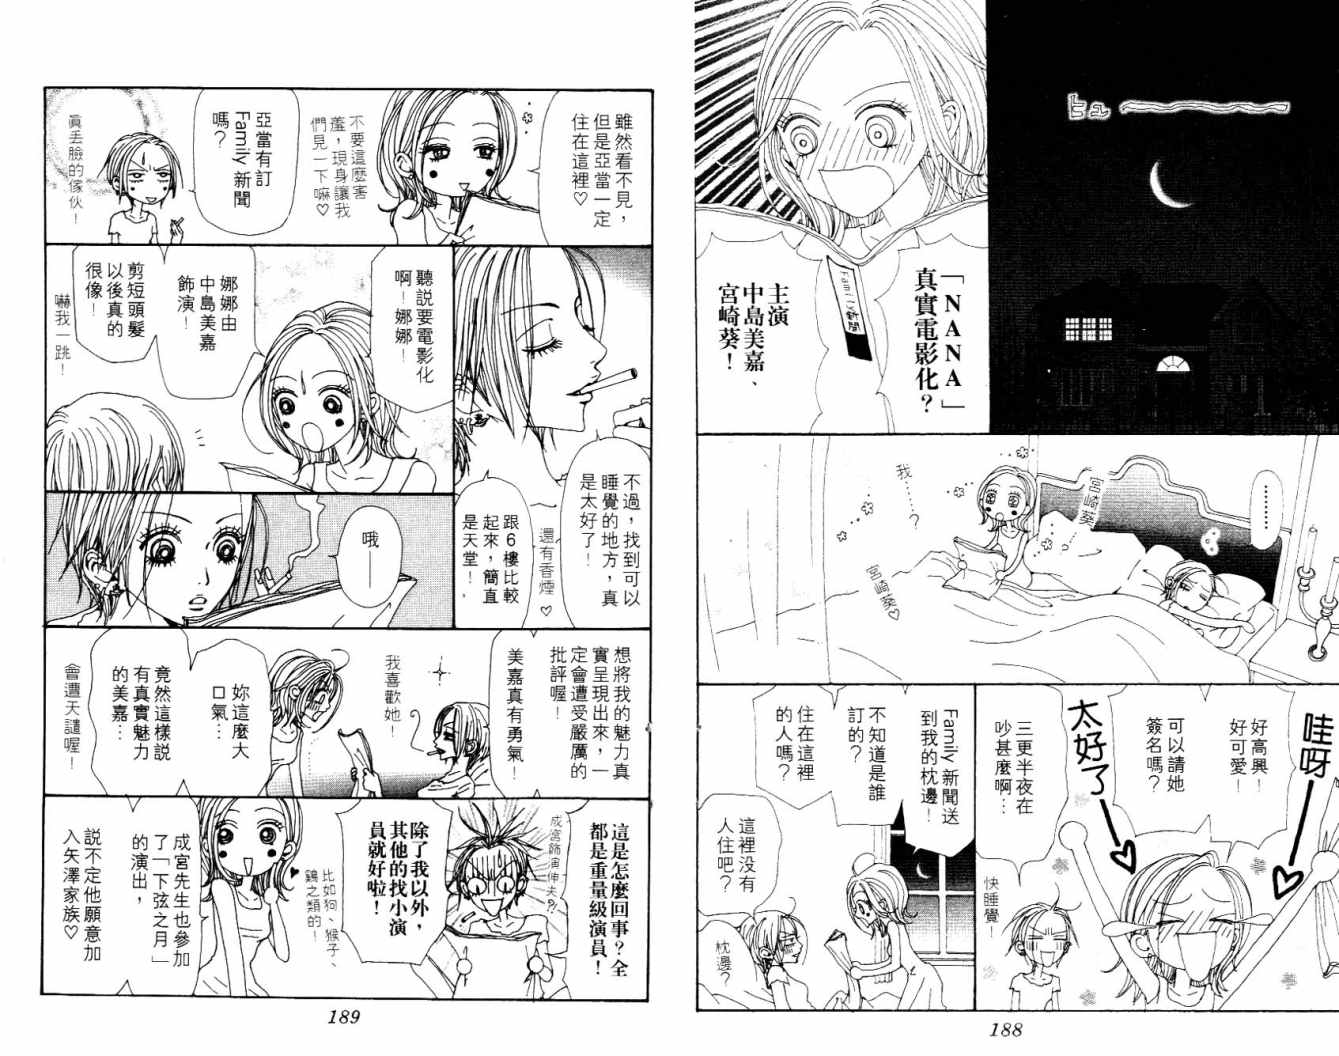 ヒュ
「NANA」
真實電影化？
主演
中島美嘉、
宮崎葵！
Family新聞
………
宮崎葵
我……？
宮崎葵♡
哇呀
好高興！
好可愛！
可以請她
簽名嗎？
太好了
三更半夜在
吵甚麼啊…
快睡覺！
Family 新聞送
到我的枕邊！
不知道是誰
訂的？
住在這裡
的人嗎？
這裡没有
人住吧？
枕邊？
188
雖然看不見，
但是亞當一定
住在這裡♡
不要這麼害
羞，現身讓我
們見一下嘛♡
亞當有訂
Family 新聞
嗎？
真丢臉的傢伙！
不過，找到可以
睡覺的地方，真
是太好了！
還有香煙♡
跟6樓比較
起來，簡直
是天堂！
聽説要電影化
啊！娜娜！
娜娜由
中島美嘉
飾演！
剪短頭髮
以後真的
很像！
嚇我一跳！
哦—
想將我的魅力真
實呈現出來，一
定會遭受嚴厲的
批評喔！
美嘉真有勇氣！
我喜歡她！
妳這麼大
口氣…
竟然這樣説
有真實魅力
的美嘉…
會遭天譴喔！
這是怎麼回事？全
都是重量級演員！
成宮飾演伸夫？
除了我以外，
其他的找小演
員就好啦！
比如狗、猴子、
鶴之類的！
成宮先生也參加
了「下弦之月」
的演出，
説不定他願意加
入矢澤家族♡
189